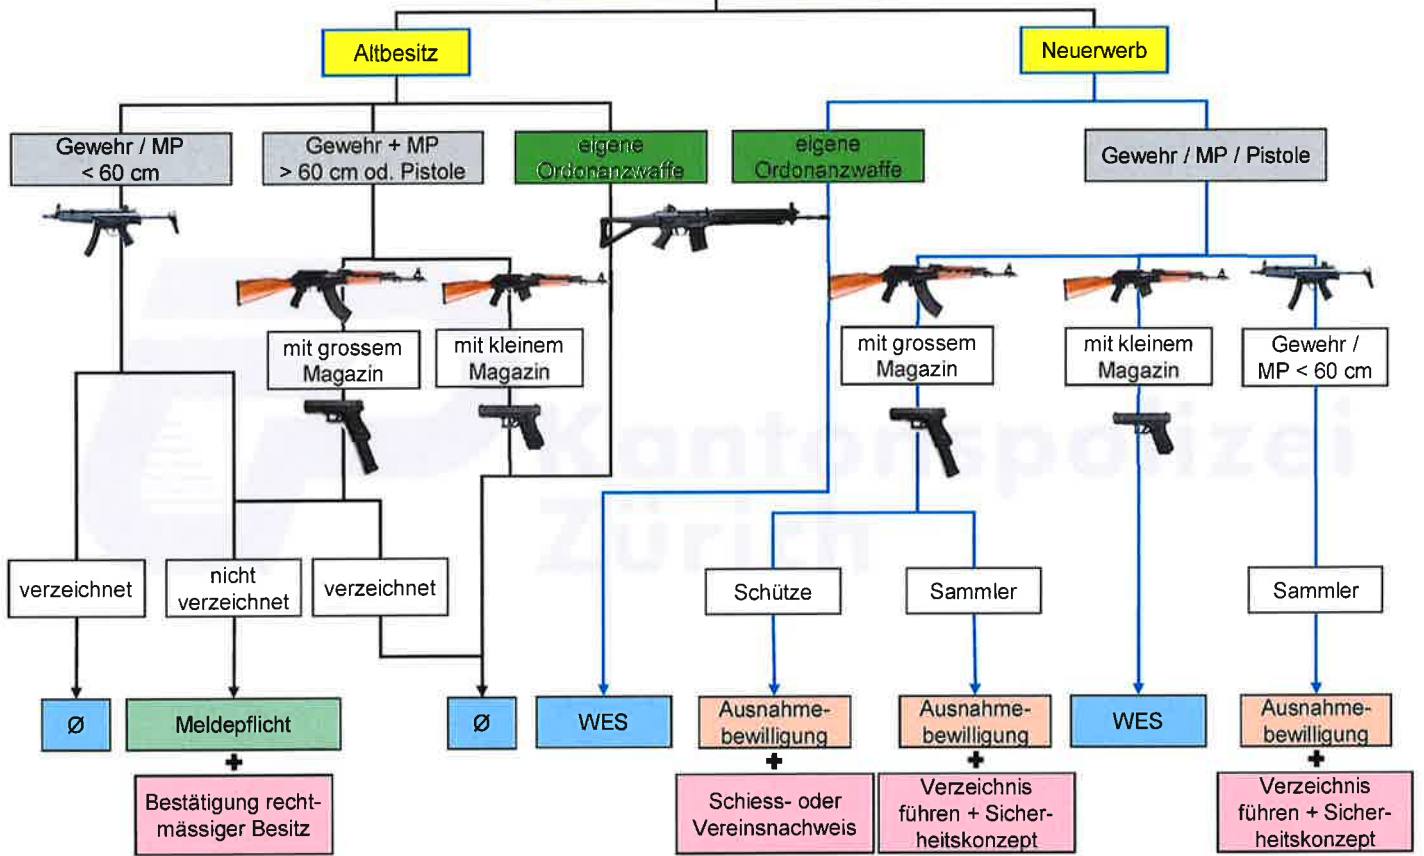 Altbesitz
Neuerwerb
Gewehr / MP
< 60 cm
Gewehr + MP
> 60 cm od. Pistole
eigene
Ordonanzwaffe
eigene
Ordonanzwaffe
Gewehr / MP / Pistole
mit grossem
Magazin
mit kleinem
Magazin
mit grossem
Magazin
mit kleinem
Magazin
Gewehr /
MP < 60 cm
Kantonspolizei
Zürich
verzeichnet
nicht
verzeichnet
verzeichnet
Schütze
Sammler
Sammler
Ø
Meldepflicht
Ø
WES
Ausnahme-
bewilligung
Ausnahme-
bewilligung
WES
Ausnahme-
bewilligung
+
+
+
+
Bestätigung recht-
mässiger Besitz
Schiess- oder
Vereinsnachweis
Verzeichnis
führen + Sicher-
heitskonzept
Verzeichnis
führen + Sicher-
heitskonzept